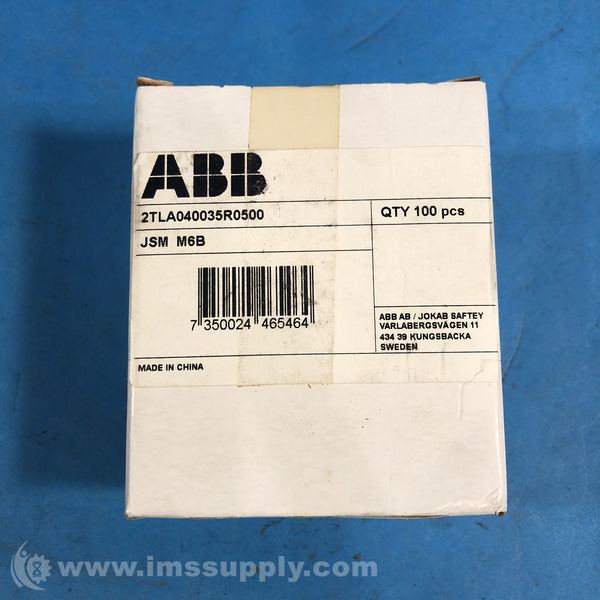 ABB
2TLA040035R0500
QTY 100 pcs
JSM M6B
7 350024 465464
ABB AB / JOKAB SAFTEY
VARLABERGSVÄGEN 11
434 39 KUNGSBACKA
SWEDEN
MADE IN CHINA
www.imssupply.com